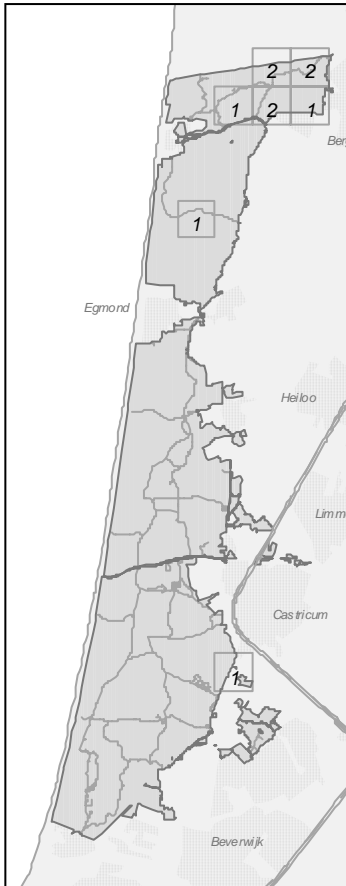 2 2
1 2 1
Ber
1
Egmond
Heiloo
Limm
Castricum
1
Beverwijk